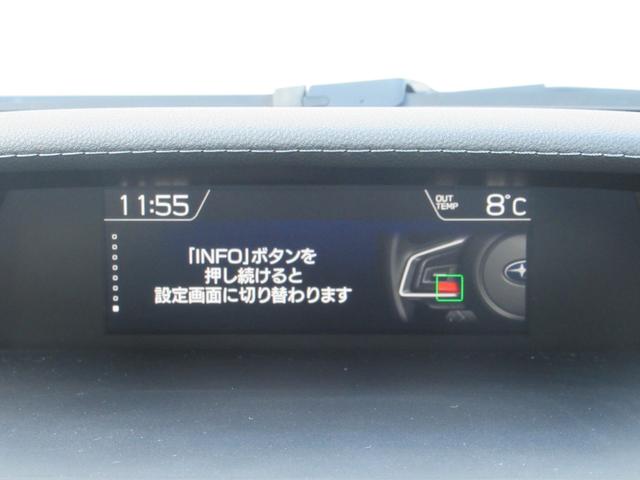 11:55
OUT
TEMP
8°C
「INFO」ボタンを
押し続けると
設定画面に切り替わります